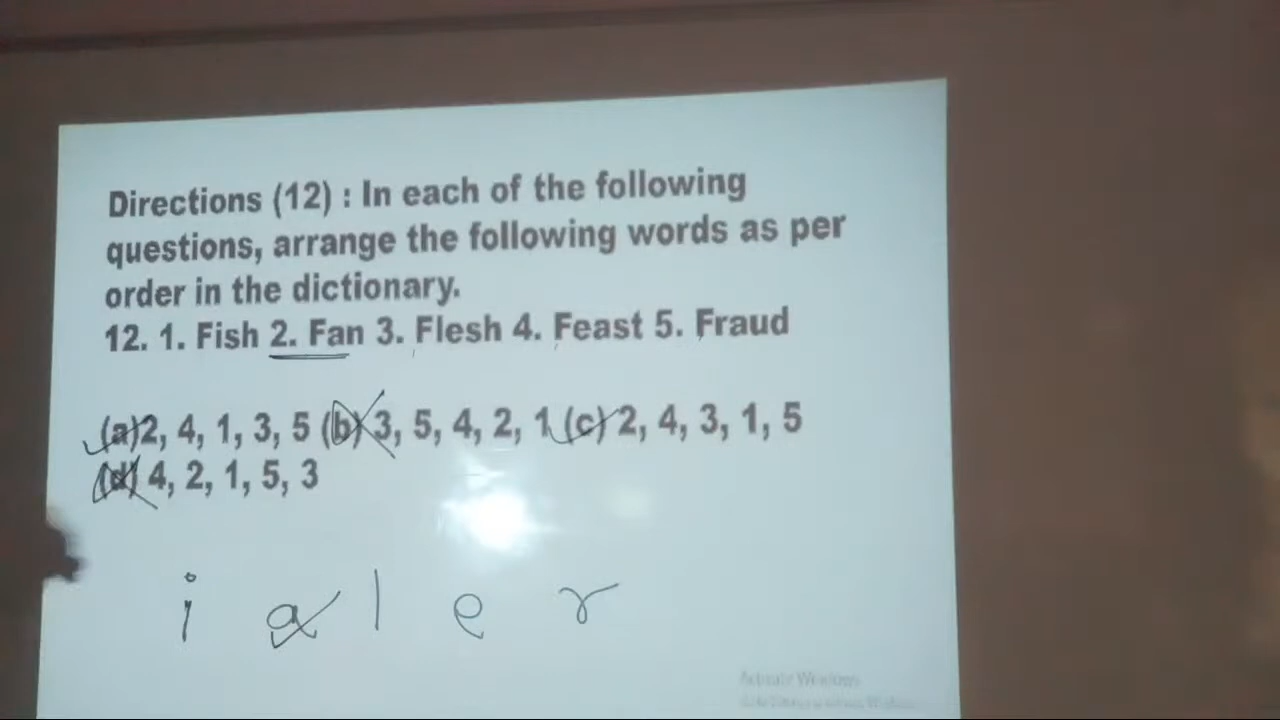 Directions (12) : In each of the following
questions, arrange the following words as per
order in the dictionary.
12. 1. Fish 2. Fan 3. Flesh 4. Feast 5. Fraud
(a) 2, 4, 1, 3, 5 (b) 3, 5, 4, 2, 1 (c) 2, 4, 3, 1, 5
(d) 4, 2, 1, 5, 3
i a l e r
Activate Windows